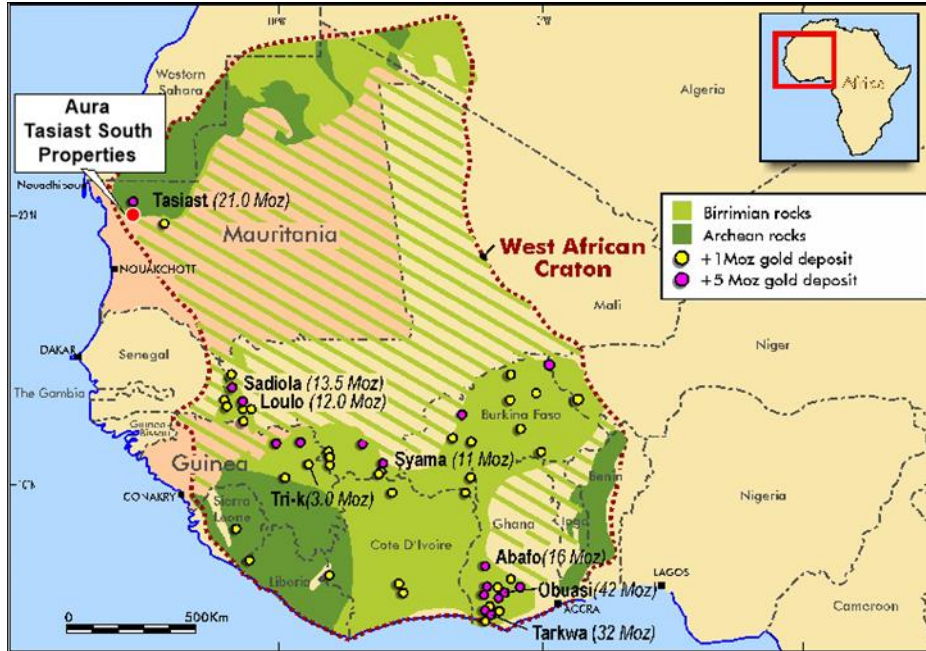 Western
Sahara
Algeria
Africa
Aura
Tasiast South
Properties
Nouadhibou
Tasiast (21.0 Moz)
20N
Mauritania
West African
Craton
Birrimian rocks
Archean rocks
+1Moz gold deposit
+5 Moz gold deposit
NOUAKCHOTT
Mali
Niger
DAKAR
Senegal
The Gambia
Sadiola (13.5 Moz)
Loulo (12.0 Moz)
Burkina Faso
Guinea
Syama (11 Moz)
10N
CONAKRY
Tri-k(3.0 Moz)
Sierra
Leone
Benin
Nigeria
Ghana
Togo
Cote D'Ivoire
Liberia
Abafo(16 Moz)
Obuasi(42 Moz)
LAGOS
ACCRA
Tarkwa (32 Moz)
Cameroon
0
500Km